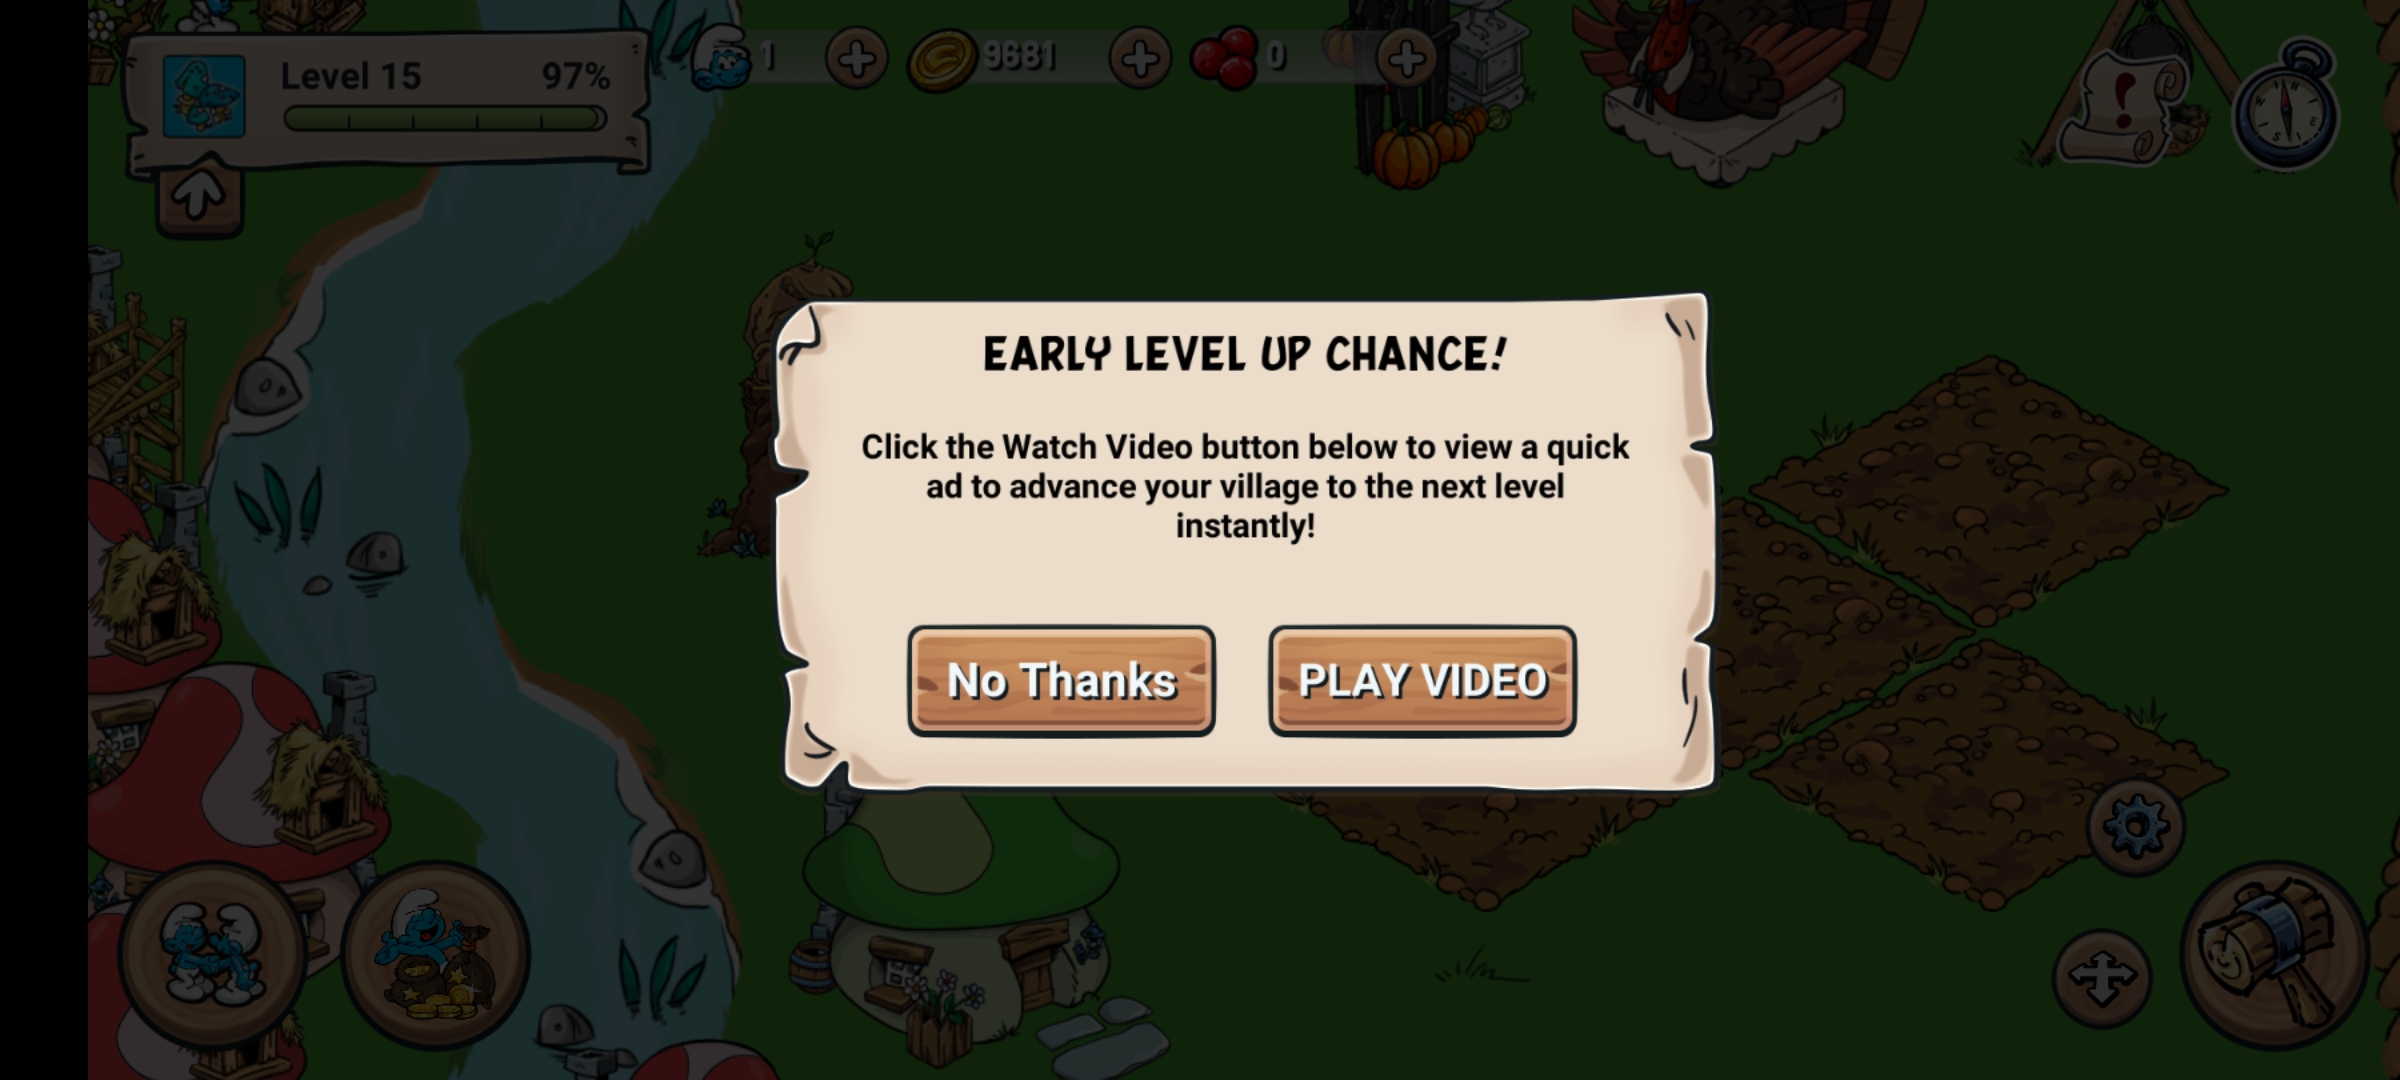 Level 15 97%
1
9681
0
EARLY LEVEL UP CHANCE!
Click the Watch Video button below to view a quick
ad to advance your village to the next level
instantly!
No Thanks
PLAY VIDEO